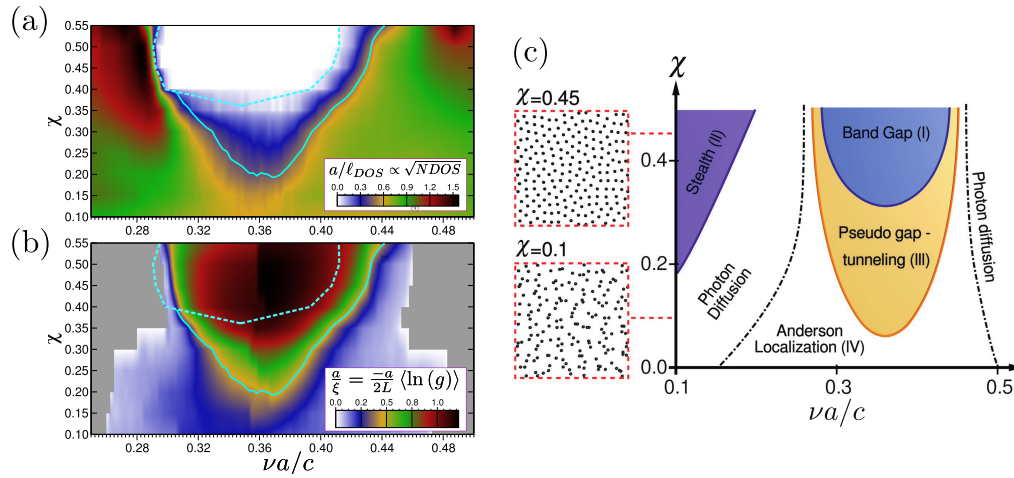 (a)
χ
0.55
0.50
0.45
0.40
0.35
0.30
0.25
0.20
0.15
0.10
a/ℓ_DOS ∝ √NDOS
0.0 0.3 0.6 0.9 1.2 1.5
0.28 0.32 0.36 0.40 0.44 0.48
(b)
χ
0.55
0.50
0.45
0.40
0.35
0.30
0.25
0.20
0.15
0.10
a/ξ = -a/2L ⟨ln (g)⟩
0.0 0.2 0.5 0.8 1.0
0.28 0.32 0.36 0.40 0.44 0.48
νa/c
(c)
χ=0.45
χ=0.1
χ
0.4
0.2
0.0
Stealth (II)
Band Gap (I)
Pseudo gap -
tunneling (III)
Photon
Diffusion
Anderson
Localization (IV)
Photon diffusion
0.1 0.3 0.5
νa/c